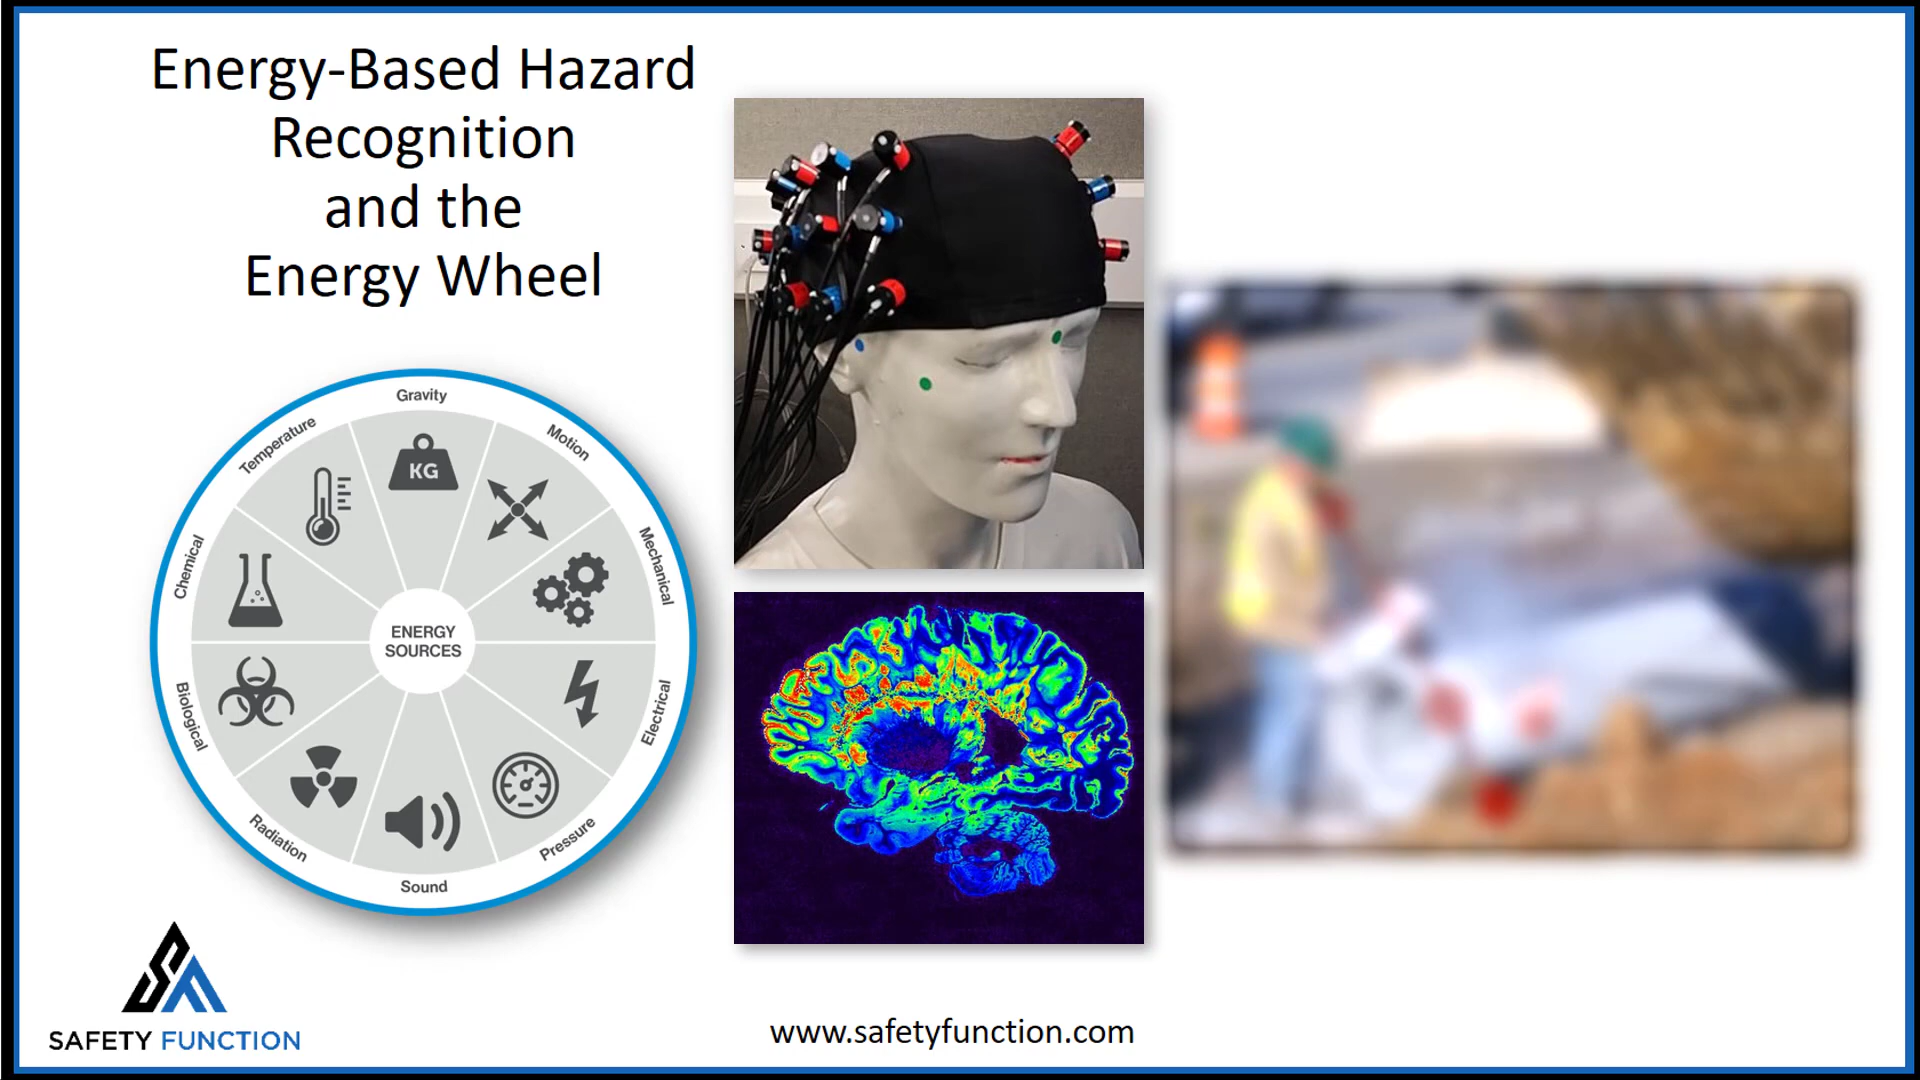 Energy-Based Hazard
Recognition
and the
Energy Wheel
Gravity
Motion
Mechanical
Electrical
Pressure
Sound
Radiation
Biological
Chemical
Temperature
KG
ENERGY
SOURCES
SAFETY FUNCTION
www.safetyfunction.com